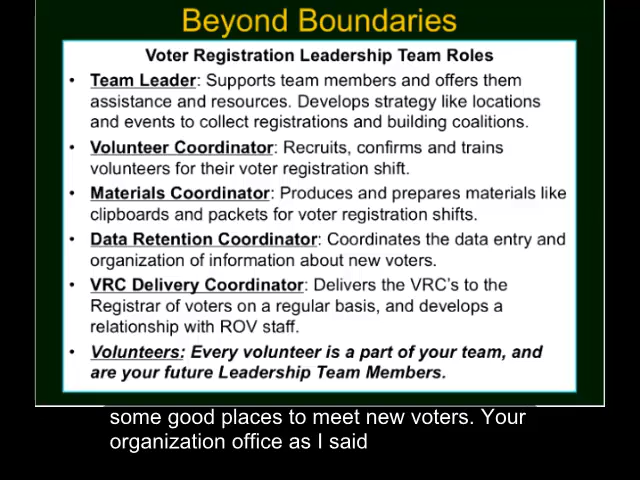 Beyond Boundaries
Voter Registration Leadership Team Roles
• Team Leader: Supports team members and offers them
assistance and resources. Develops strategy like locations
and events to collect registrations and building coalitions.
• Volunteer Coordinator: Recruits, confirms and trains
volunteers for their voter registration shift.
• Materials Coordinator: Produces and prepares materials like
clipboards and packets for voter registration shifts.
• Data Retention Coordinator: Coordinates the data entry and
organization of information about new voters.
• VRC Delivery Coordinator: Delivers the VRC's to the
Registrar of voters on a regular basis, and develops a
relationship with ROV staff.
• Volunteers: Every volunteer is a part of your team, and
are your future Leadership Team Members.
some good places to meet new voters. Your
organization office as I said